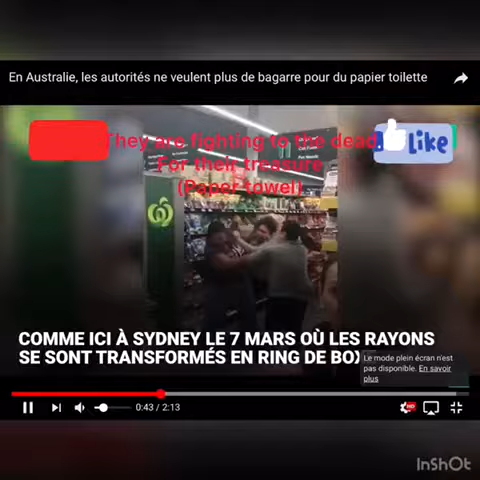 En Australie, les autorités ne veulent plus de bagarre pour du papier toilette
They are fighting to the dead
For their treasure
(Paper towel)
Like
COMME ICI À SYDNEY LE 7 MARS OÙ LES RAYONS
SE SONT TRANSFORMÉS EN RING DE BOX
Le mode plein écran n'est
pas disponible. En savoir
plus
0:43 / 2:13
HD
InShOt